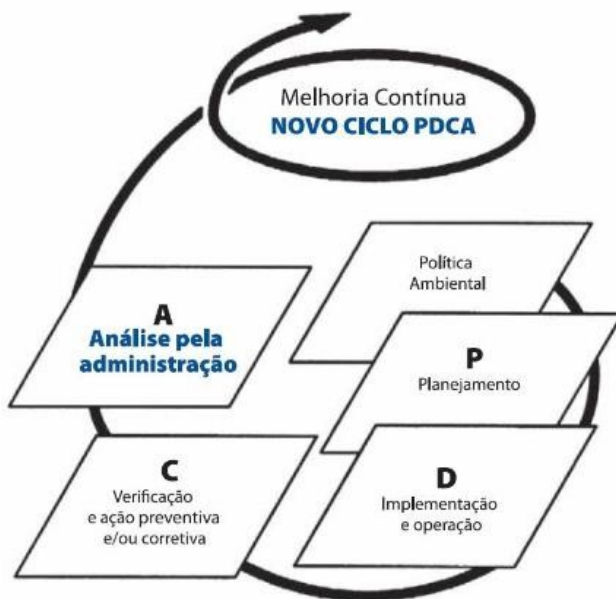 Melhoria Contínua
NOVO CICLO PDCA
Política
Ambiental
A
Análise pela
administração
P
Planejamento
C
Verificação
e ação preventiva
e/ou corretiva
D
Implementação
e operação